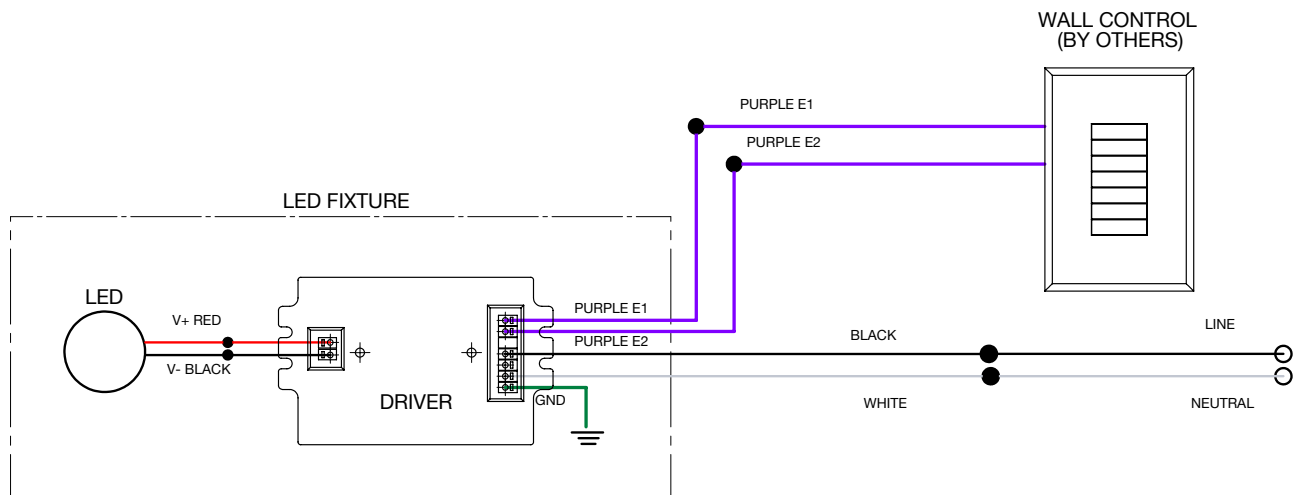 WALL CONTROL
(BY OTHERS)
PURPLE E1
PURPLE E2
LED FIXTURE
LED
V+ RED
V- BLACK
DRIVER
PURPLE E1
PURPLE E2
GND
BLACK
LINE
WHITE
NEUTRAL